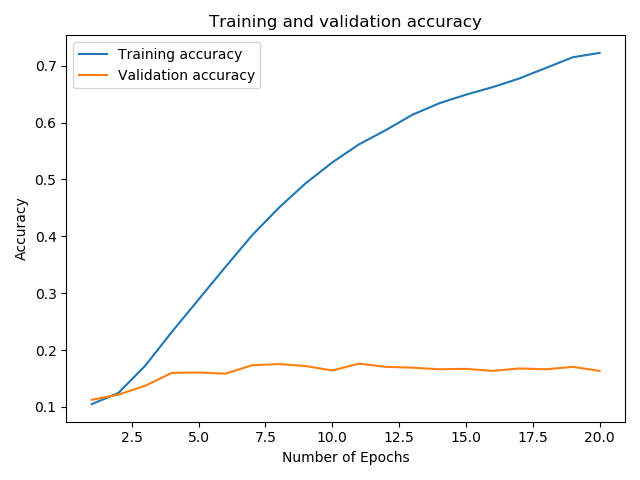 Training and validation accuracy
Training accuracy
Validation accuracy
0.7
0.6
0.5
0.4
0.3
0.2
0.1
Accuracy
2.5 5.0 7.5 10.0 12.5 15.0 17.5 20.0
Number of Epochs